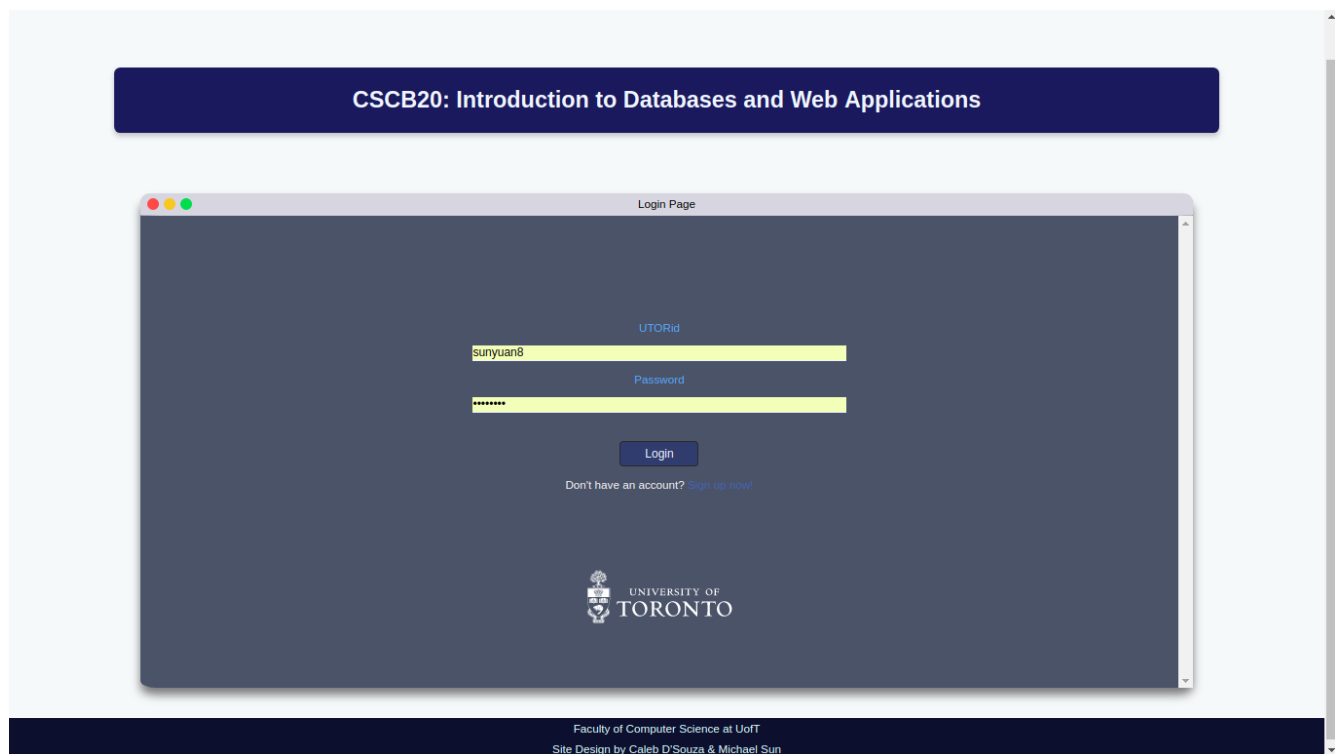 CSCB20: Introduction to Databases and Web Applications
Login Page
UTORid
sunyuan8
Password
••••••••
Login
Don't have an account? Sign up now!
UNIVERSITY OF
TORONTO
Faculty of Computer Science at UofT
Site Design by Caleb D'Souza & Michael Sun